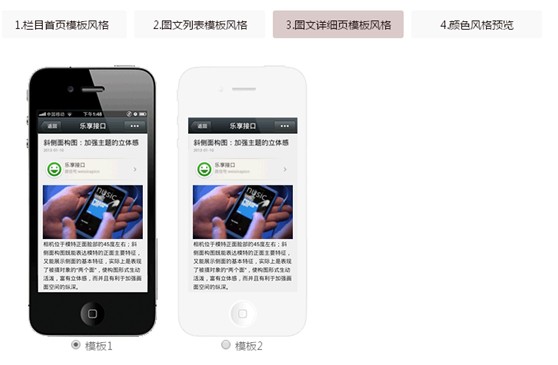 1.栏目首页模板风格
2.图文列表模板风格
3.图文详细页模板风格
4.颜色风格预览
中国移动
下午1:48
返回
乐享接口
斜侧面构图：加强主题的立体感
乐享接口
music
相机位于模特正面脸部的45度左右；斜
侧面构图既能表达模特的正面主要特征，
又能展示侧面的基本特征，实际上是表现
了被摄对象的“两个面”，使构图形式生动
活泼，富有立体感，而并且有利于加强画
面空间的纵深。
模板1
返回
乐享接口
斜侧面构图：加强主题的立体感
乐享接口
music
相机位于模特正面脸部的45度左右；斜
侧面构图既能表达模特的正面主要特征，
又能展示侧面的基本特征，实际上是表现
了被摄对象的“两个面”，使构图形式生动
活泼，富有立体感，而并且有利于加强画
面空间的纵深。
模板2